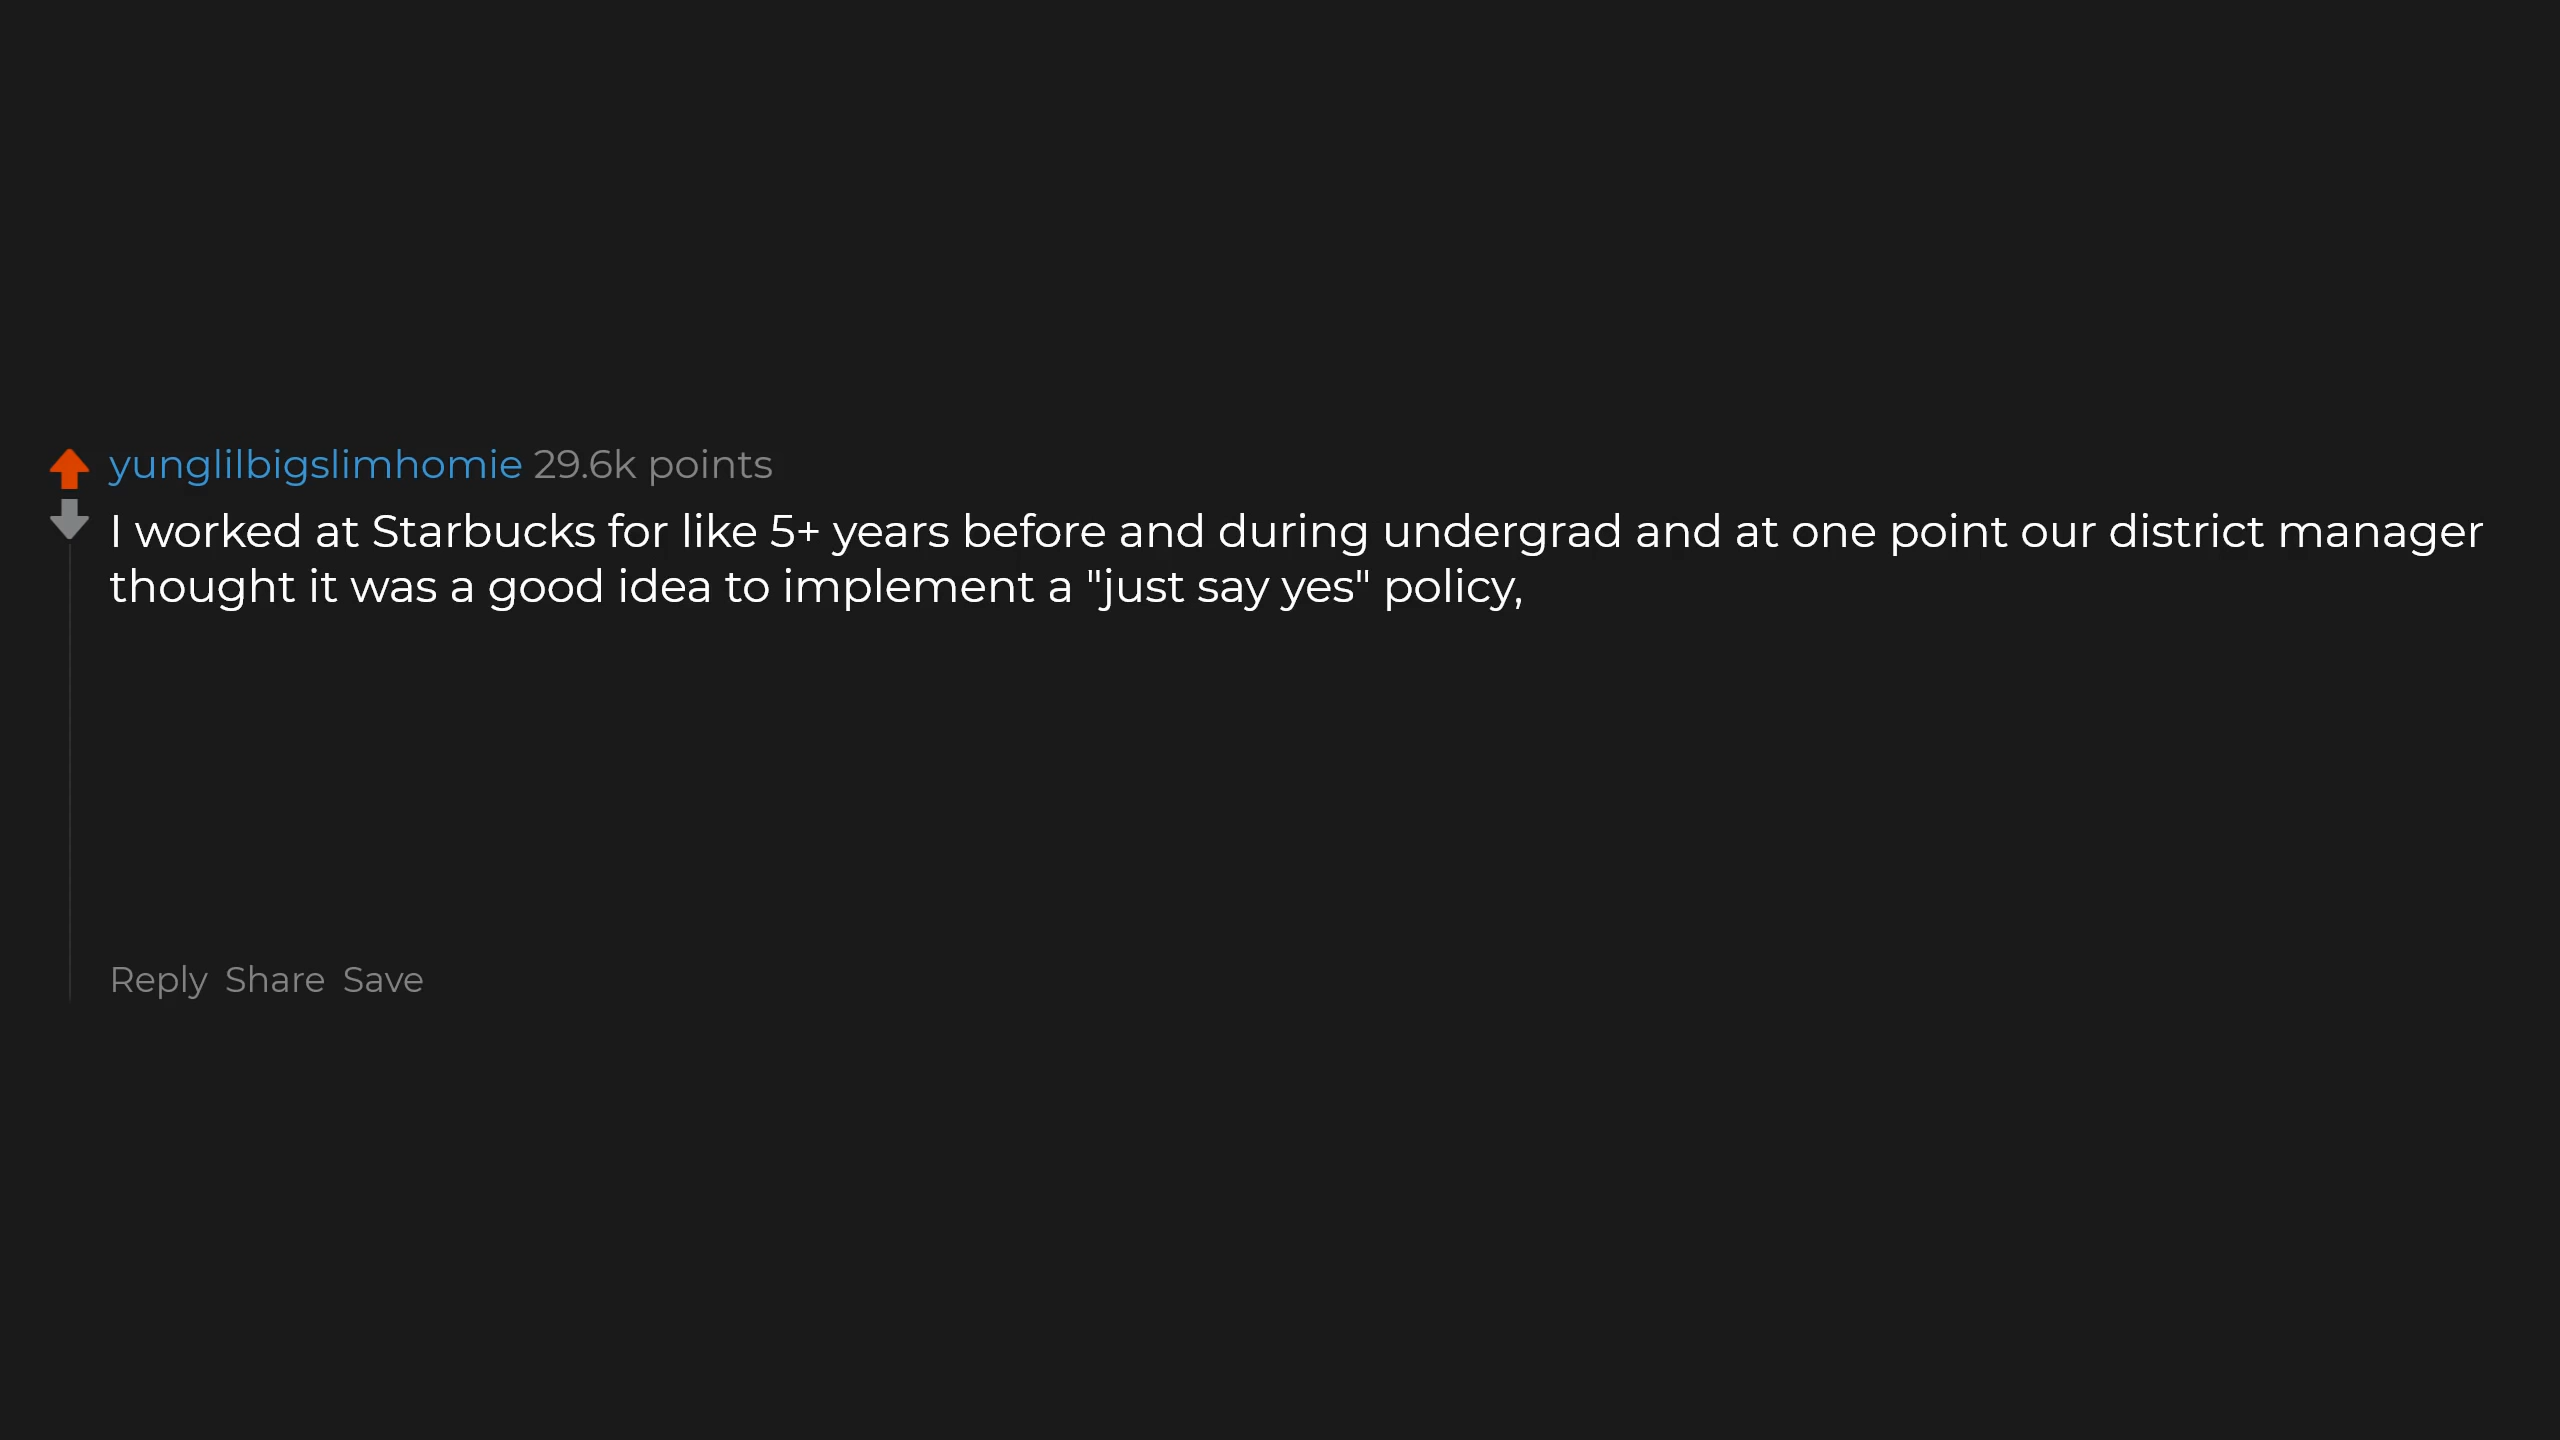 yunglilbigslimhomie 29.6k points
I worked at Starbucks for like 5+ years before and during undergrad and at one point our district manager
thought it was a good idea to implement a "just say yes" policy,
Reply Share Save